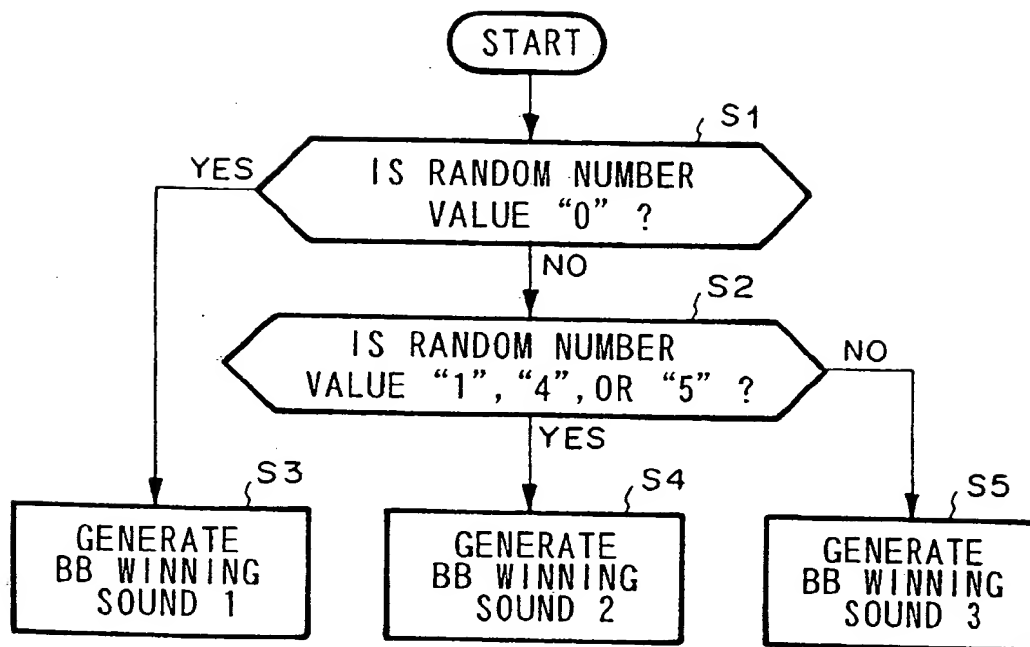 START
S1
IS RANDOM NUMBER
VALUE "0" ?
YES
NO
S2
IS RANDOM NUMBER
VALUE "1", "4", OR "5" ?
NO
YES
S3
GENERATE
BB WINNING
SOUND 1
S4
GENERATE
BB WINNING
SOUND 2
S5
GENERATE
BB WINNING
SOUND 3